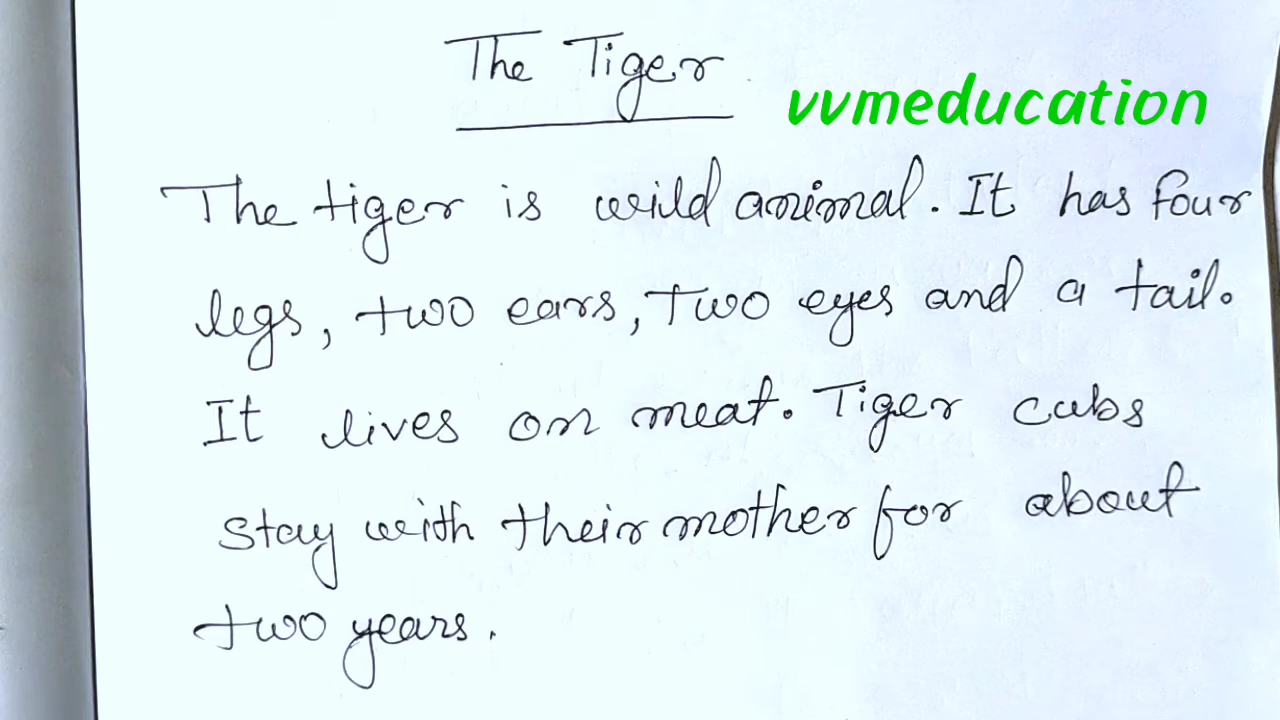 The Tiger
vvmeducation
The tiger is wild animal. It has four
legs, two ears, two eyes and a tail.
It lives on meat. Tiger cubs
stay with their mother for about
two years.